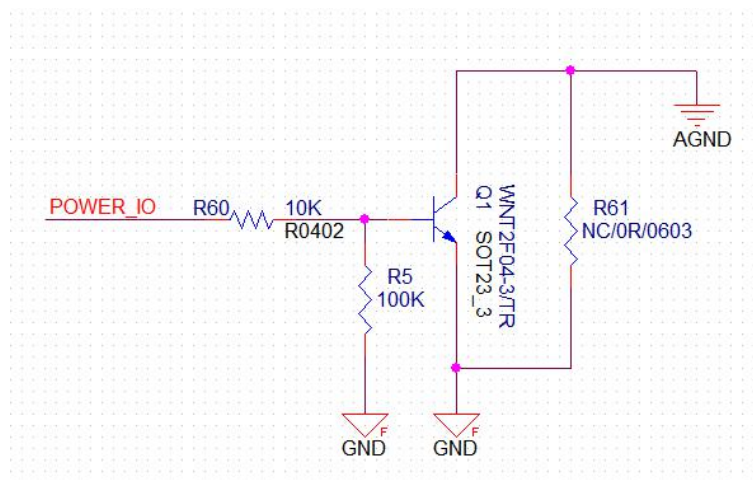 AGND
POWER_IO
R60
10K
R0402
Q1
WNT2F04-3/TR
SOT23_3
R61
NC/0R/0603
R5
100K
F
GND
F
GND